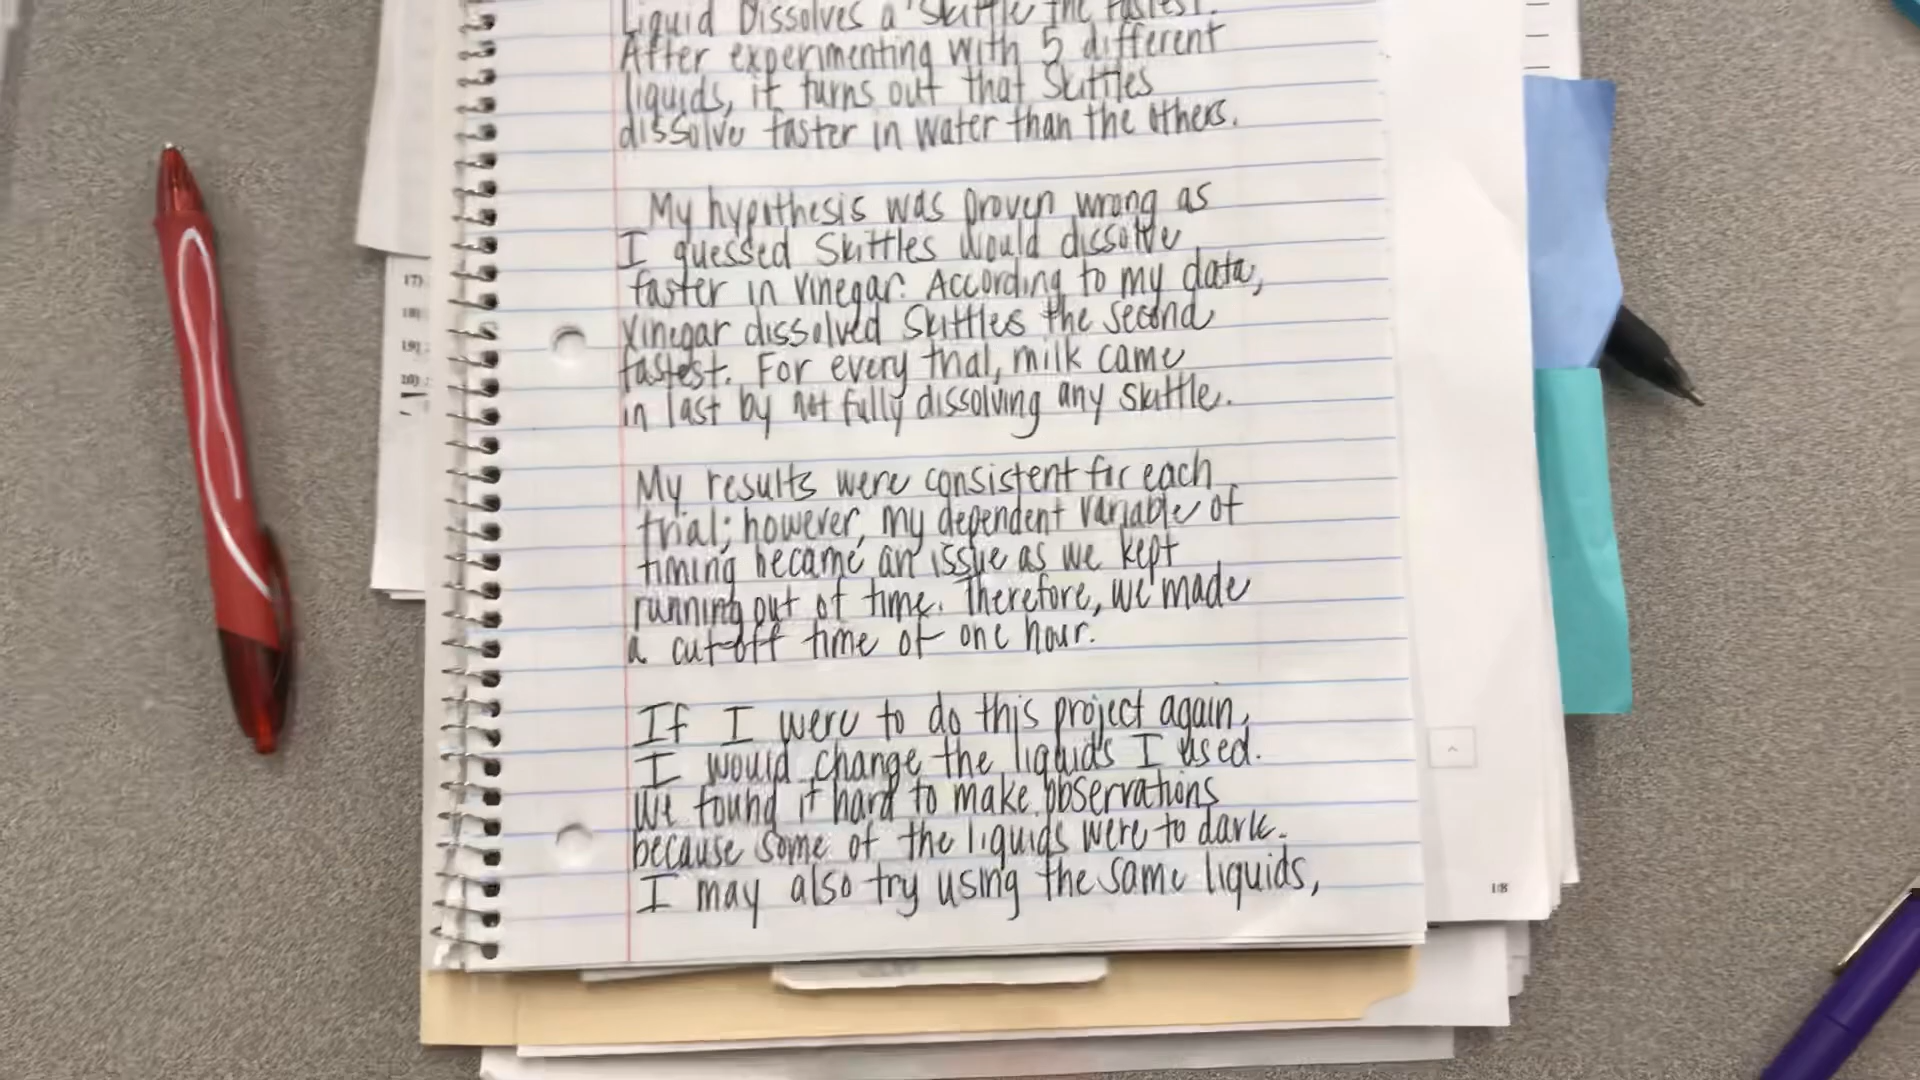 Liquid Dissolves a Skittle the fastest.
After experimenting with 5 different
liquids, it turns out that Skittles
dissolve faster in water than the others.
My hypothesis was proven wrong as
I guessed Skittles would dissolve
faster in vinegar. According to my data,
vinegar dissolved Skittles the second
fastest. For every trial, milk came
in last by not fully dissolving any skittle.
My results were consistent for each
trial; however, my dependent variable of
timing became an issue as we kept
running out of time. Therefore, we made
a cut-off time of one hour.
If I were to do this project again,
I would change the liquids I used.
We found it hard to make observations
because some of the liquids were to dark.
I may also try using the same liquids,
17)
18)
19)
20)
18